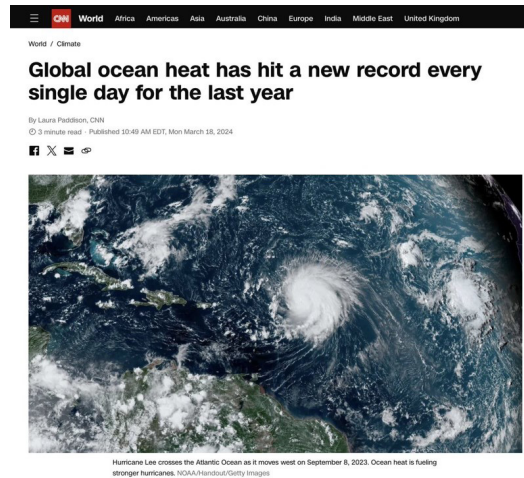 CNN World Africa Americas Asia Australia China Europe India Middle East United Kingdom
World / Climate
Global ocean heat has hit a new record every
single day for the last year
By Laura Paddison, CNN
3 minute read · Published 10:49 AM EDT, Mon March 18, 2024
Hurricane Lee crosses the Atlantic Ocean as it moves west on September 8, 2023. Ocean heat is fueling
stronger hurricanes. NOAA/Handout/Getty Images